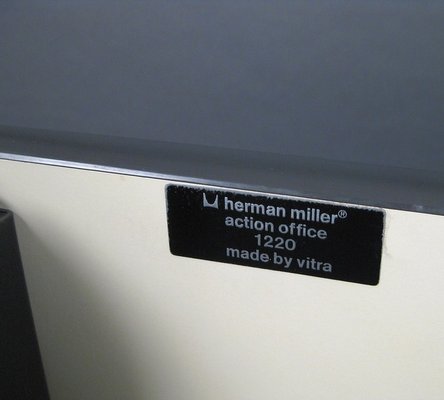 herman miller®
action office
1220
made by vitra